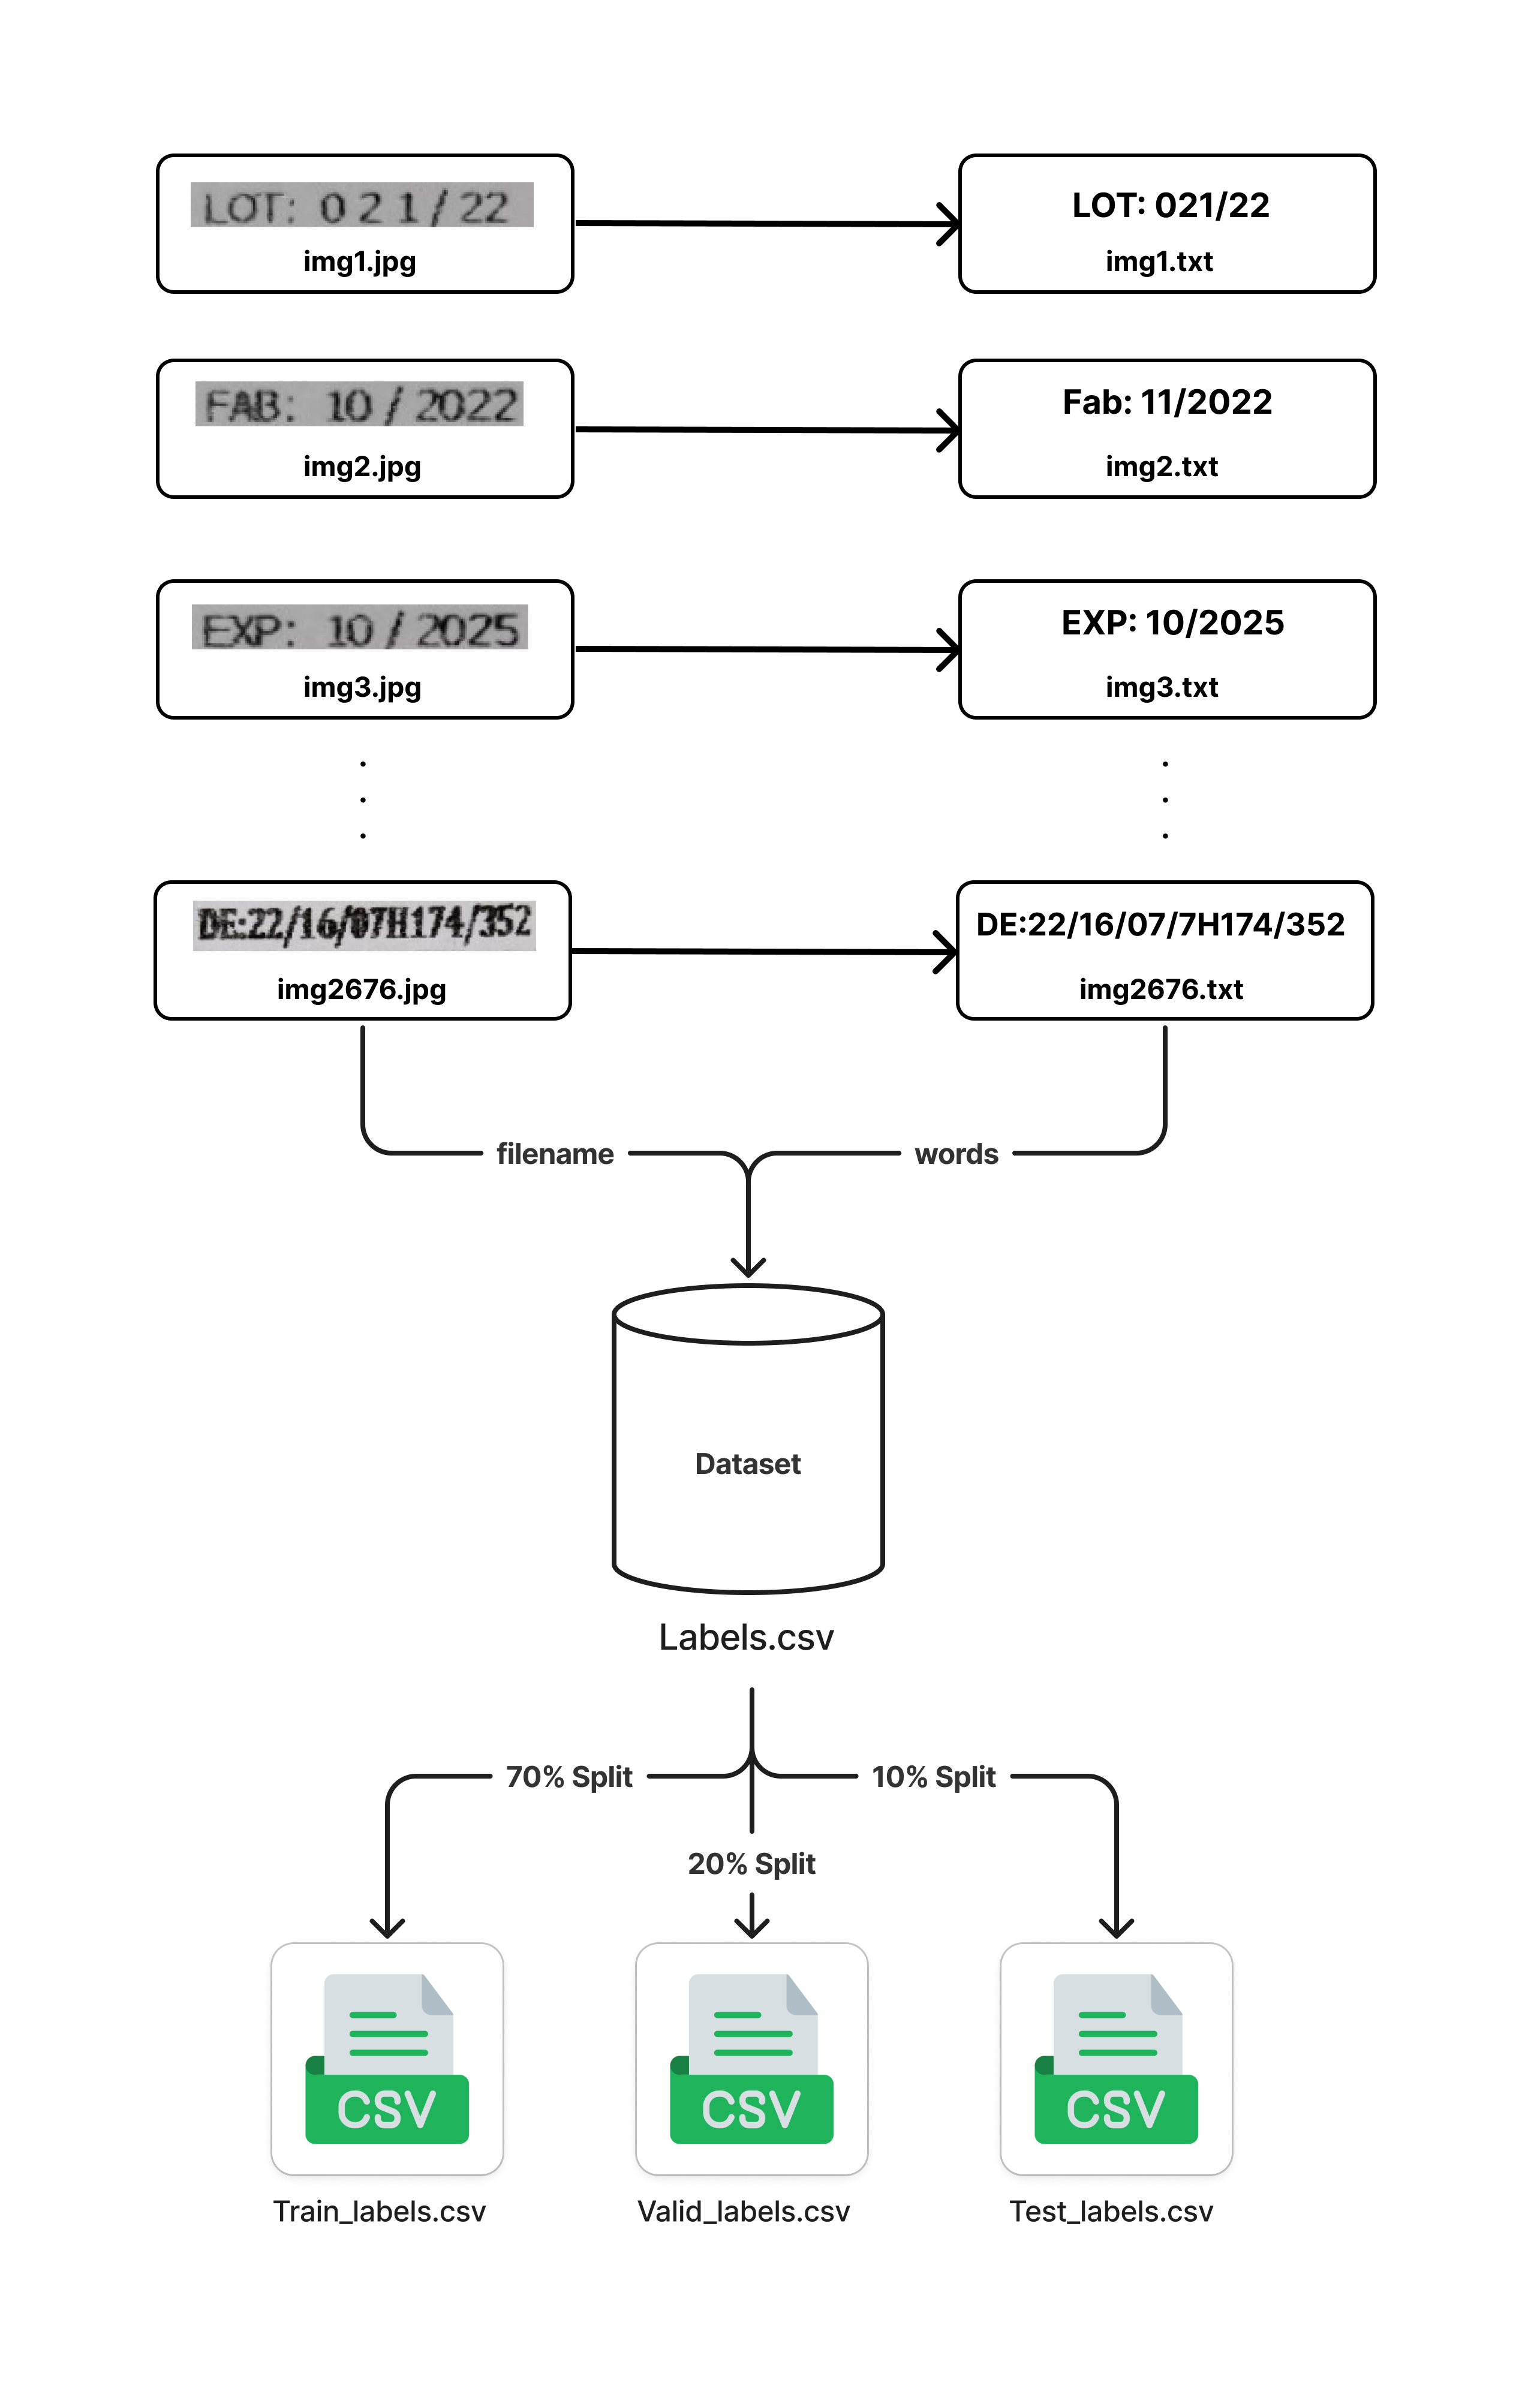 LOT: 0 2 1 / 22
img1.jpg
LOT: 021/22
img1.txt
FAB: 10 / 2022
img2.jpg
Fab: 11/2022
img2.txt
EXP: 10 / 2025
img3.jpg
EXP: 10/2025
img3.txt
DE:22/16/07H174/352
img2676.jpg
DE:22/16/07/7H174/352
img2676.txt
filename
words
Dataset
Labels.csv
70% Split
10% Split
20% Split
CSV
CSV
CSV
Train_labels.csv
Valid_labels.csv
Test_labels.csv